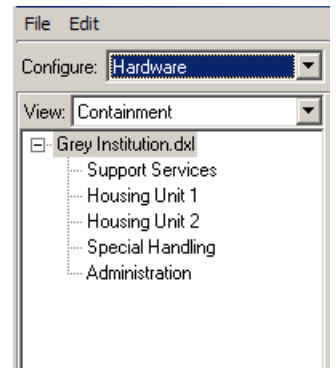 File Edit
Configure: Hardware
View: Containment
Grey Institution.dxl
Support Services
Housing Unit 1
Housing Unit 2
Special Handling
Administration